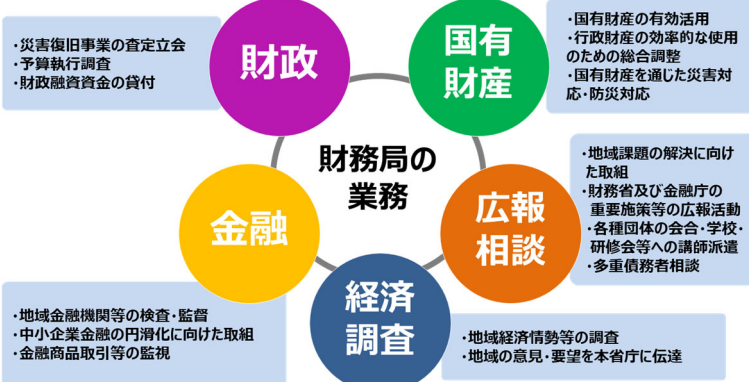 財務局の
業務
財政
・災害復旧事業の査定立会
・予算執行調査
・財政融資資金の貸付
国有
財産
・国有財産の有効活用
・行政財産の効率的な使用
のための総合調整
・国有財産を通じた災害対
応・防災対応
広報
相談
・地域課題の解決に向け
た取組
・財務省及び金融庁の
重要施策等の広報活動
・各種団体の会合・学校・
研修会等への講師派遣
・多重債務者相談
経済
調査
・地域経済情勢等の調査
・地域の意見・要望を本省庁に伝達
金融
・地域金融機関等の検査・監督
・中小企業金融の円滑化に向けた取組
・金融商品取引等の監視